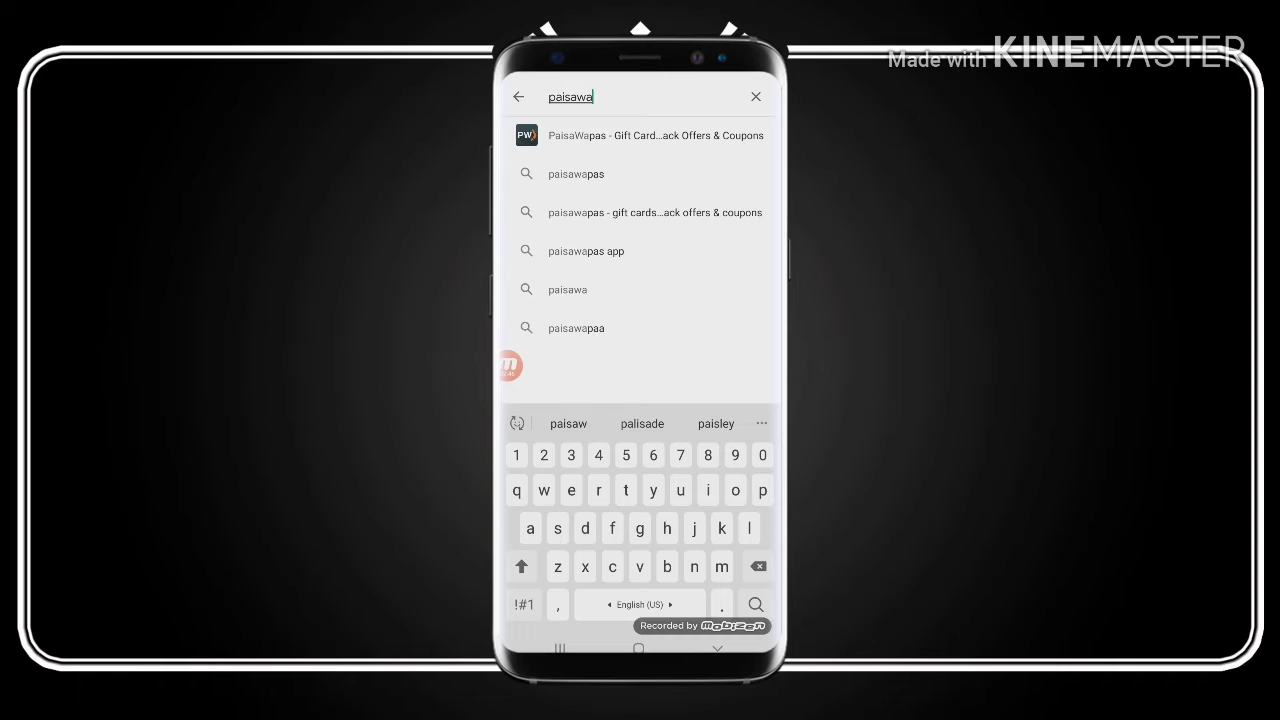 Made with KINEMASTER
paisawa
PW
PaisaWapas - Gift Card...ack Offers & Coupons
paisawapas
paisawapas - gift cards...ack offers & coupons
paisawapas app
paisawa
paisawapaa
paisaw palisade paisley ...
1 2 3 4 5 6 7 8 9 0
q w e r t y u i o p
a s d f g h j k l
z x c v b n m
!#1 , English (US) .
Recorded by mobizen